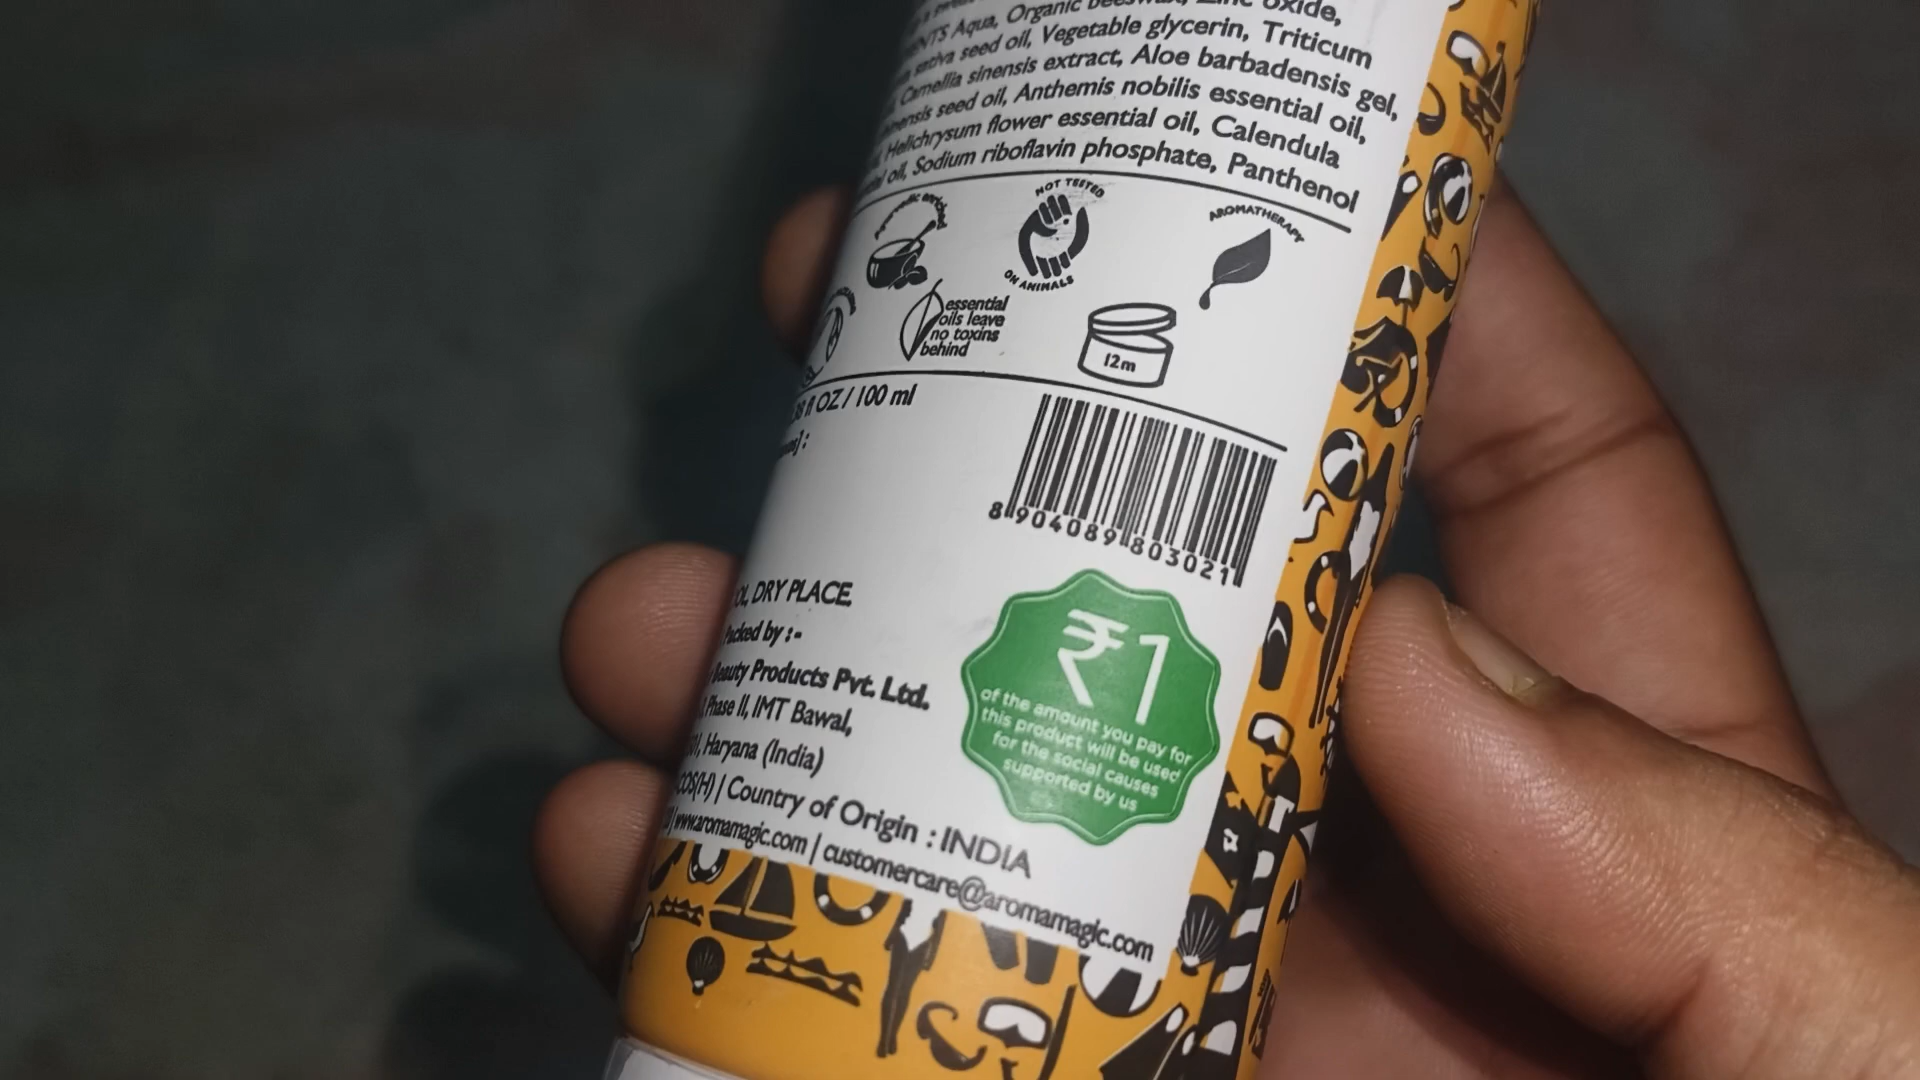 Aqua, Organic Beeswax, Zinc oxide,
sativa seed oil, Vegetable glycerin, Triticum
Camellia sinensis extract, Aloe barbadensis gel,
seed oil, Anthemis nobilis essential oil,
Helichrysum flower essential oil, Calendula
oil, Sodium riboflavin phosphate, Panthenol
enriched
NOT TESTED
ON ANIMALS
AROMATHERAPY
essential
oils leave
no toxins
behind
12m
fl OZ / 100 ml
8 904089 803021
DRY PLACE.
Packed by :-
Beauty Products Pvt. Ltd.
Phase II, IMT Bawal,
Haryana (India)
COS(H) | Country of Origin : INDIA
| www.aromamagic.com | customercare@aromamagic.com
₹1
of the amount you pay for
this product will be used
for the social causes
supported by us